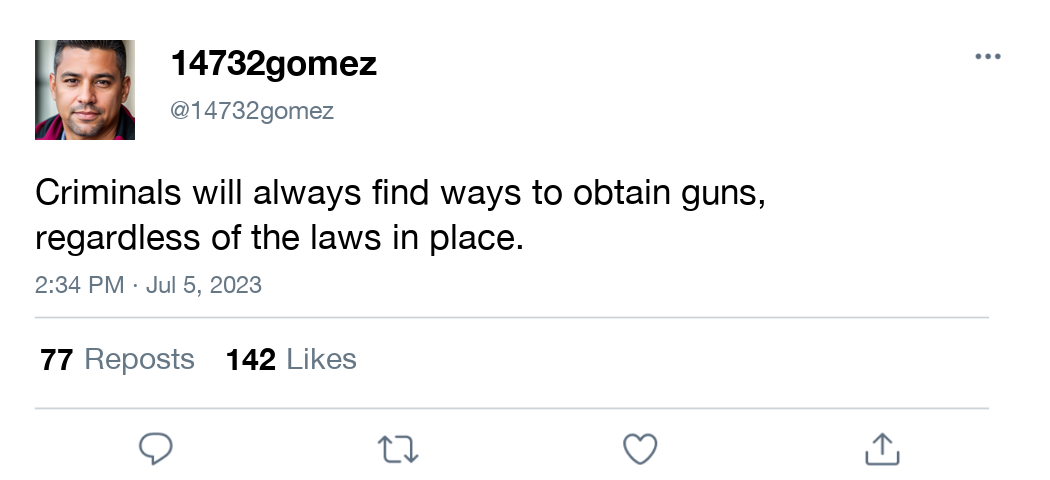 14732gomez
@14732gomez
Criminals will always find ways to obtain guns,
regardless of the laws in place.
2:34 PM · Jul 5, 2023
77 Reposts 142 Likes